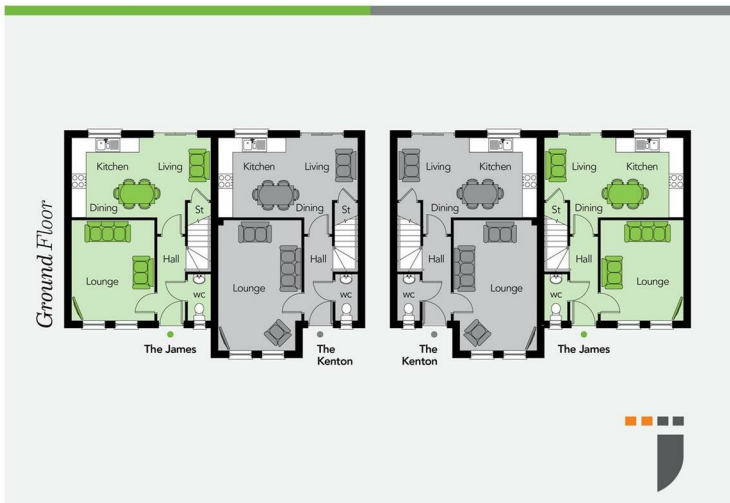 Ground Floor
Kitchen
Living
Dining
St
Lounge
Hall
wc
The James
Kitchen
Living
Dining
St
Lounge
Hall
wc
The
Kenton
Living
Kitchen
Dining
Hall
Lounge
wc
The
Kenton
Living
Kitchen
St
Dining
Hall
Lounge
wc
The James